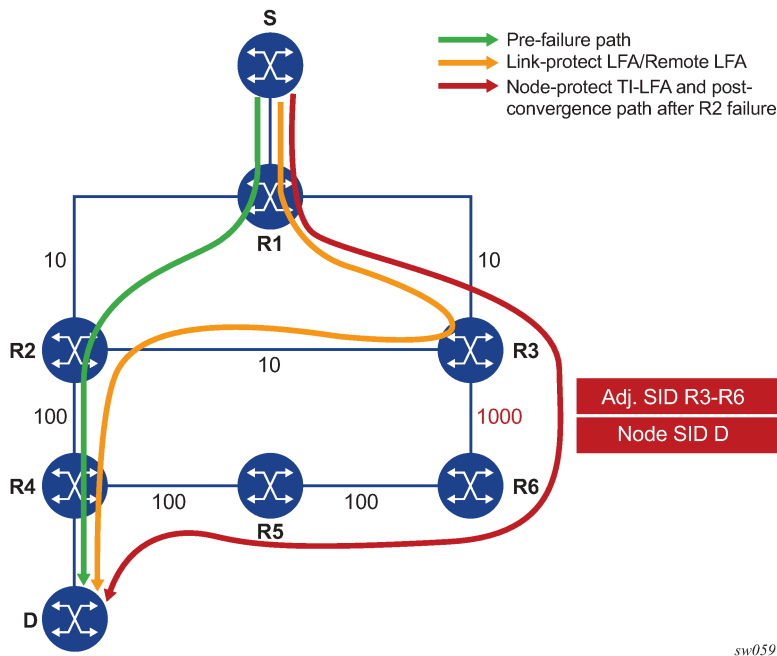 S
Pre-failure path
Link-protect LFA/Remote LFA
Node-protect TI-LFA and post-
convergence path after R2 failure
R1
10
10
R2
R3
10
100
1000
Adj. SID R3-R6
Node SID D
R4
R6
100
100
R5
D
sw059